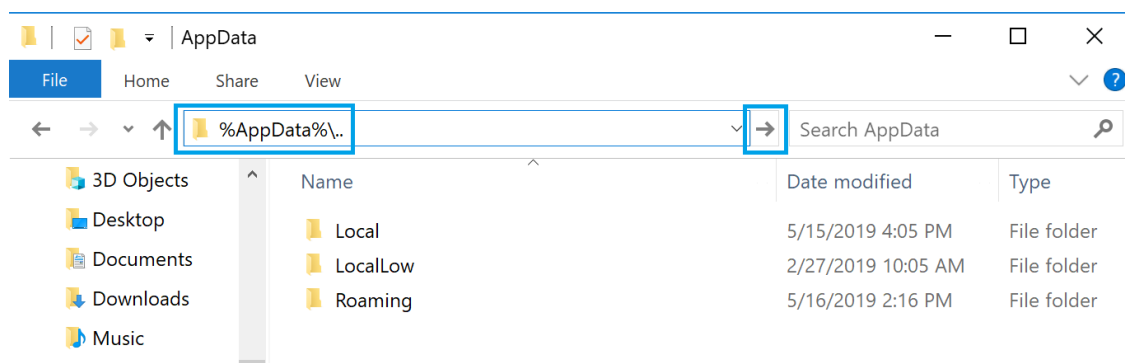 AppData
File Home Share View
?
%AppData%\.. Search AppData
3D Objects Name Date modified Type
Desktop Local 5/15/2019 4:05 PM File folder
Documents LocalLow 2/27/2019 10:05 AM File folder
Downloads Roaming 5/16/2019 2:16 PM File folder
Music